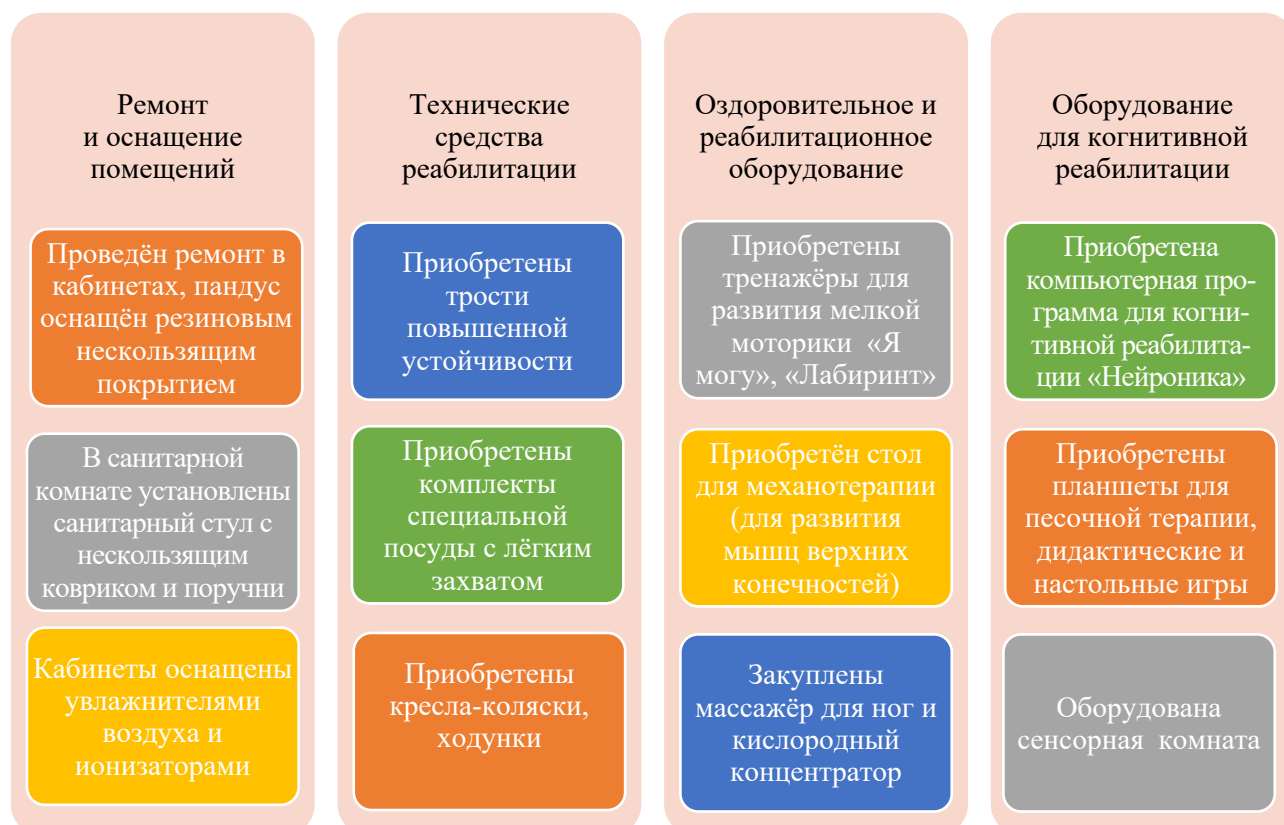 Ремонт
и оснащение
помещений
Проведён ремонт в
кабинетах, пандус
оснащён резиновым
нескользящим
покрытием
В санитарной
комнате установлены
санитарный стул с
нескользящим
ковриком и поручни
Кабинеты оснащены
увлажнителями
воздуха и
ионизаторами
Технические
средства
реабилитации
Приобретены
трости
повышенной
устойчивости
Приобретены
комплекты
специальной
посуды с лёгким
захватом
Приобретены
кресла-коляски,
ходунки
Оздоровительное и
реабилитационное
оборудование
Приобретены
тренажёры для
развития мелкой
моторики «Я
могу», «Лабиринт»
Приобретён стол
для механотерапии
(для развития
мышц верхних
конечностей)
Закуплены
массажёр для ног и
кислородный
концентратор
Оборудование
для когнитивной
реабилитации
Приобретена
компьютерная про-
грамма для когни-
тивной реабилита-
ции «Нейроника»
Приобретены
планшеты для
песочной терапии,
дидактические и
настольные игры
Оборудована
сенсорная комната